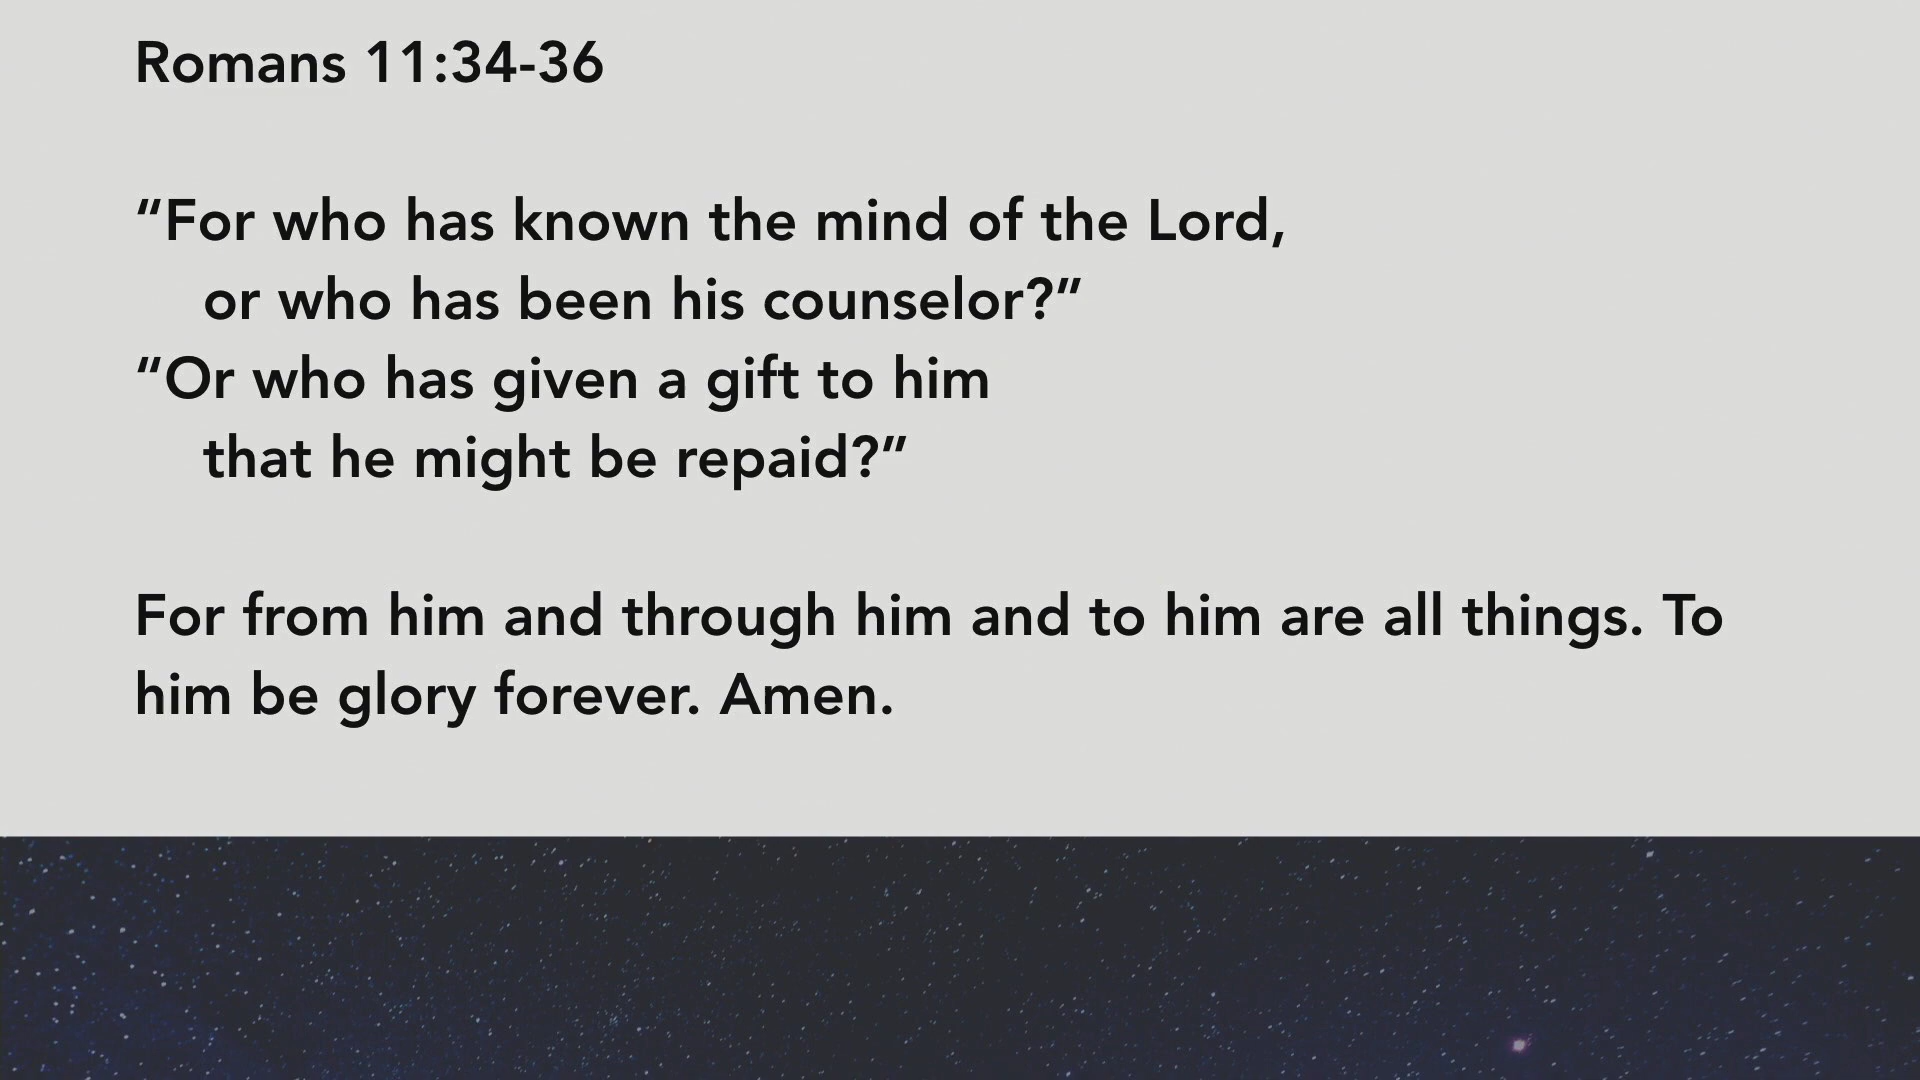 Romans 11:34-36
“For who has known the mind of the Lord,
or who has been his counselor?”
“Or who has given a gift to him
that he might be repaid?”
For from him and through him and to him are all things. To
him be glory forever. Amen.